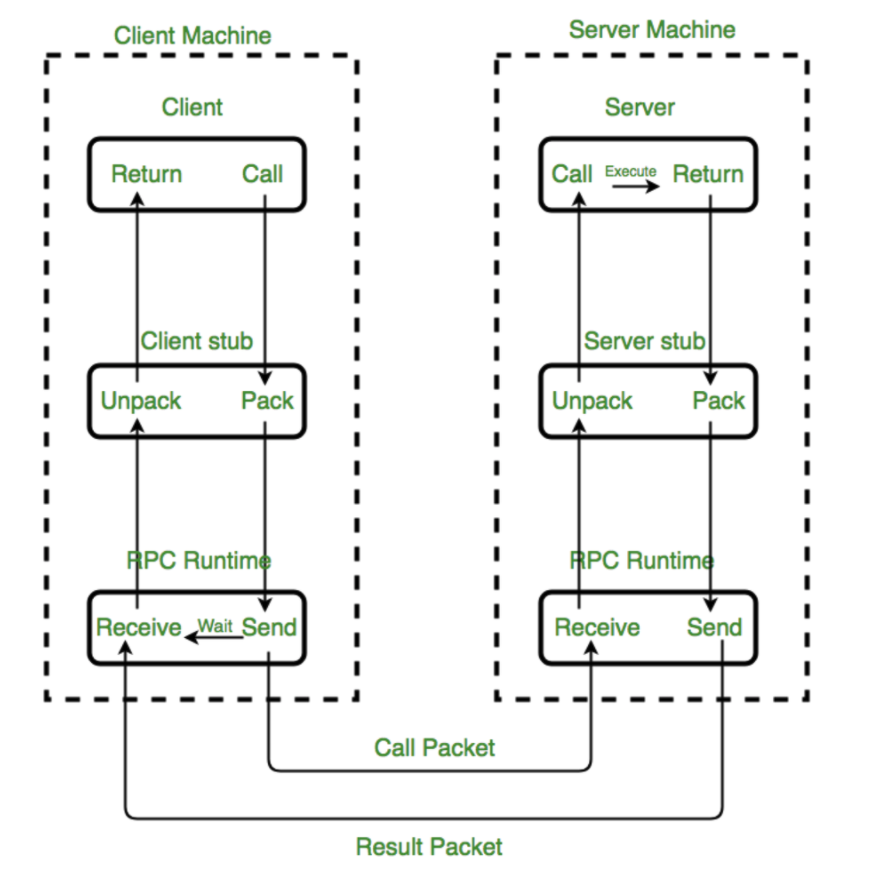 Client Machine
Server Machine
Client
Server
Return Call
Call Execute Return
Client stub
Server stub
Unpack Pack
Unpack Pack
RPC Runtime
RPC Runtime
Receive Wait Send
Receive Send
Call Packet
Result Packet